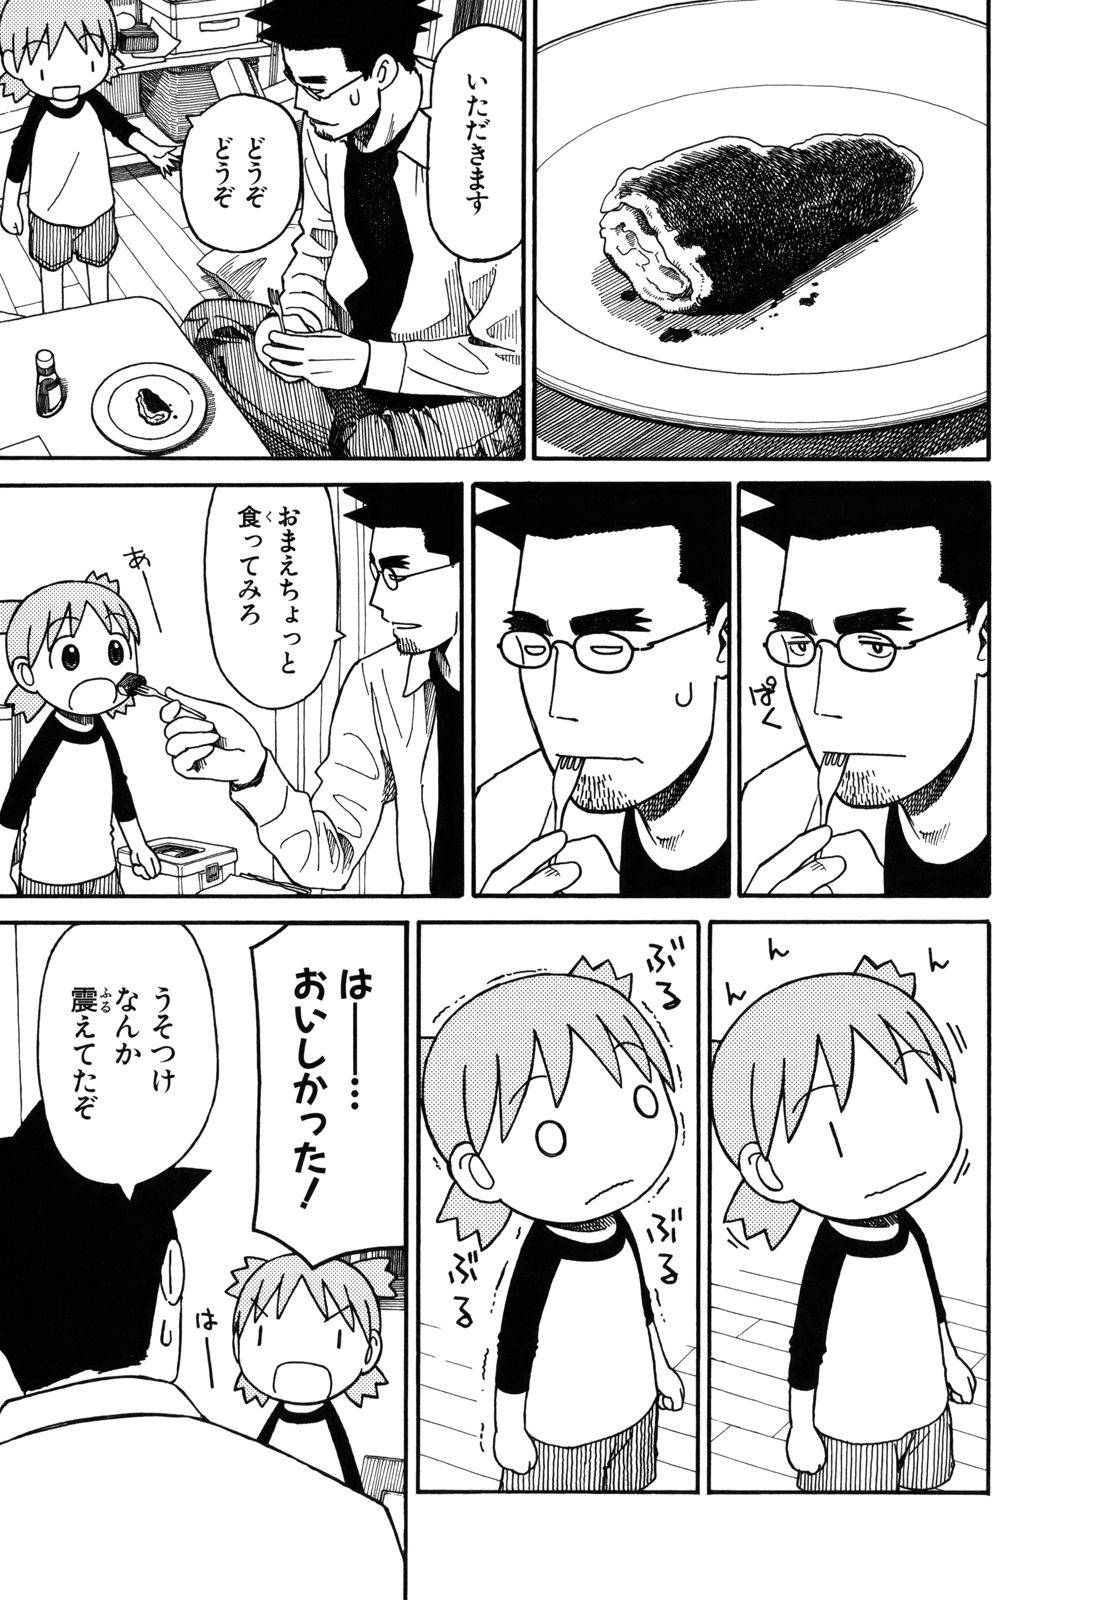 いただきます
どうぞ
どうぞ
ぱく
おまえちょっと
食ってみろ
く
あー
ん
ん
ん
ぶる
ぶる
ぶる
は――…
おいしかった！
はー
うそつけ
なんか
震えてたぞ
ふる